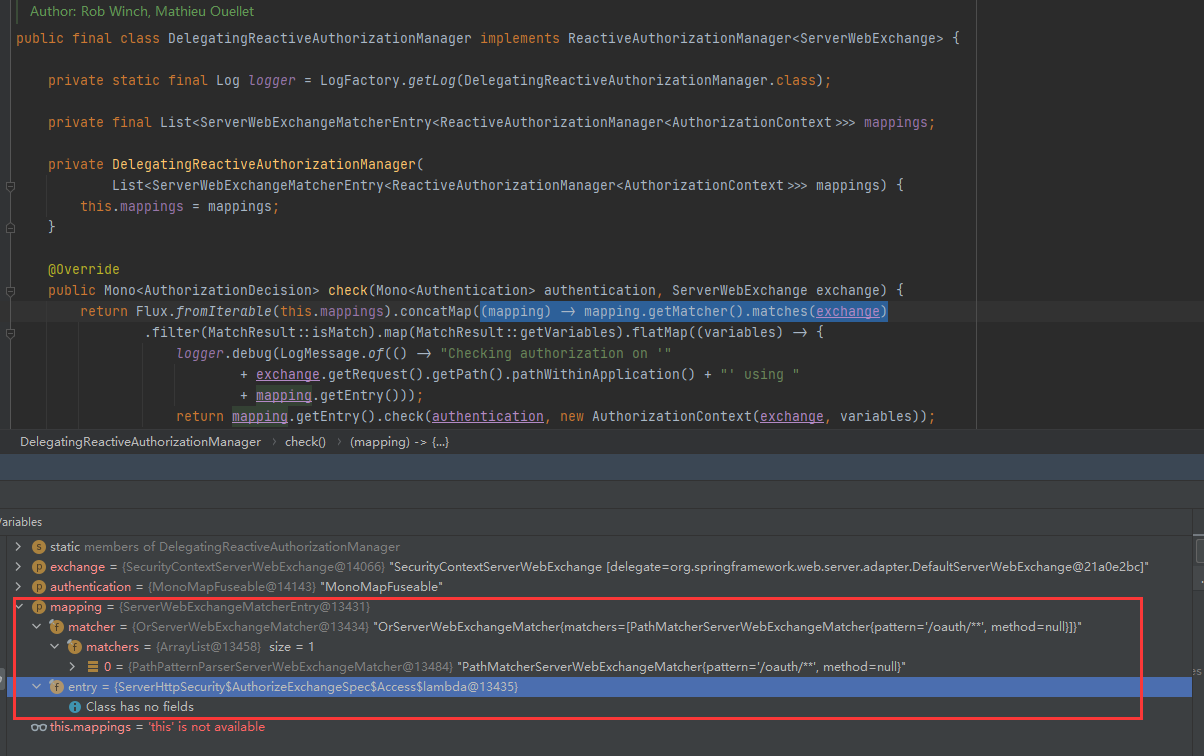 Author: Rob Winch, Mathieu Ouellet
public final class DelegatingReactiveAuthorizationManager implements ReactiveAuthorizationManager<ServerWebExchange> {
private static final Log logger = LogFactory.getLog(DelegatingReactiveAuthorizationManager.class);
private final List<ServerWebExchangeMatcherEntry<ReactiveAuthorizationManager<AuthorizationContext>>> mappings;
private DelegatingReactiveAuthorizationManager(
List<ServerWebExchangeMatcherEntry<ReactiveAuthorizationManager<AuthorizationContext>>> mappings) {
this.mappings = mappings;
}
@Override
public Mono<AuthorizationDecision> check(Mono<Authentication> authentication, ServerWebExchange exchange) {
return Flux.fromIterable(this.mappings).concatMap((mapping) -> mapping.getMatcher().matches(exchange)
.filter(MatchResult::isMatch).map(MatchResult::getVariables).flatMap((variables) -> {
logger.debug(LogMessage.of(() -> "Checking authorization on '"
+ exchange.getRequest().getPath().pathWithinApplication() + "' using "
+ mapping.getEntry()));
return mapping.getEntry().check(authentication, new AuthorizationContext(exchange, variables));
DelegatingReactiveAuthorizationManager › check() › (mapping) -> {...}
Variables
static members of DelegatingReactiveAuthorizationManager
exchange = {SecurityContextServerWebExchange@14066} "SecurityContextServerWebExchange [delegate=org.springframework.web.server.adapter.DefaultServerWebExchange@21a0e2bc]"
authentication = {MonoMapFuseable@14143} "MonoMapFuseable"
mapping = {ServerWebExchangeMatcherEntry@13431}
matcher = {OrServerWebExchangeMatcher@13434} "OrServerWebExchangeMatcher{matchers=[PathMatcherServerWebExchangeMatcher{pattern='/oauth/**', method=null}]}"
matchers = {ArrayList@13458} size = 1
0 = {PathPatternParserServerWebExchangeMatcher@13484} "PathMatcherServerWebExchangeMatcher{pattern='/oauth/**', method=null}"
entry = {ServerHttpSecurity$AuthorizeExchangeSpec$Access$lambda@13435}
Class has no fields
this.mappings = 'this' is not available